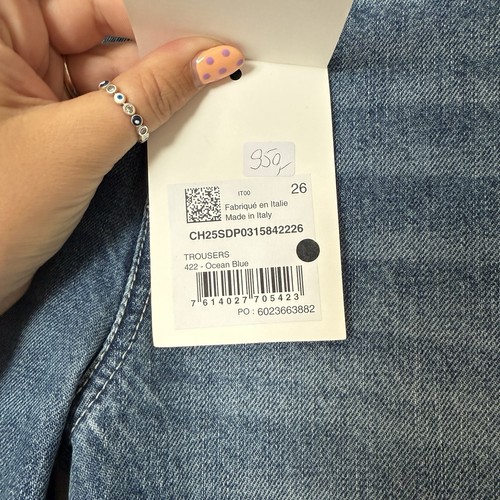 950,-
IT00
26
Fabriqué en Italie
Made in Italy
CH25SDP0315842226
TROUSERS
422 - Ocean Blue
7 614027 705423
PO : 6023663882